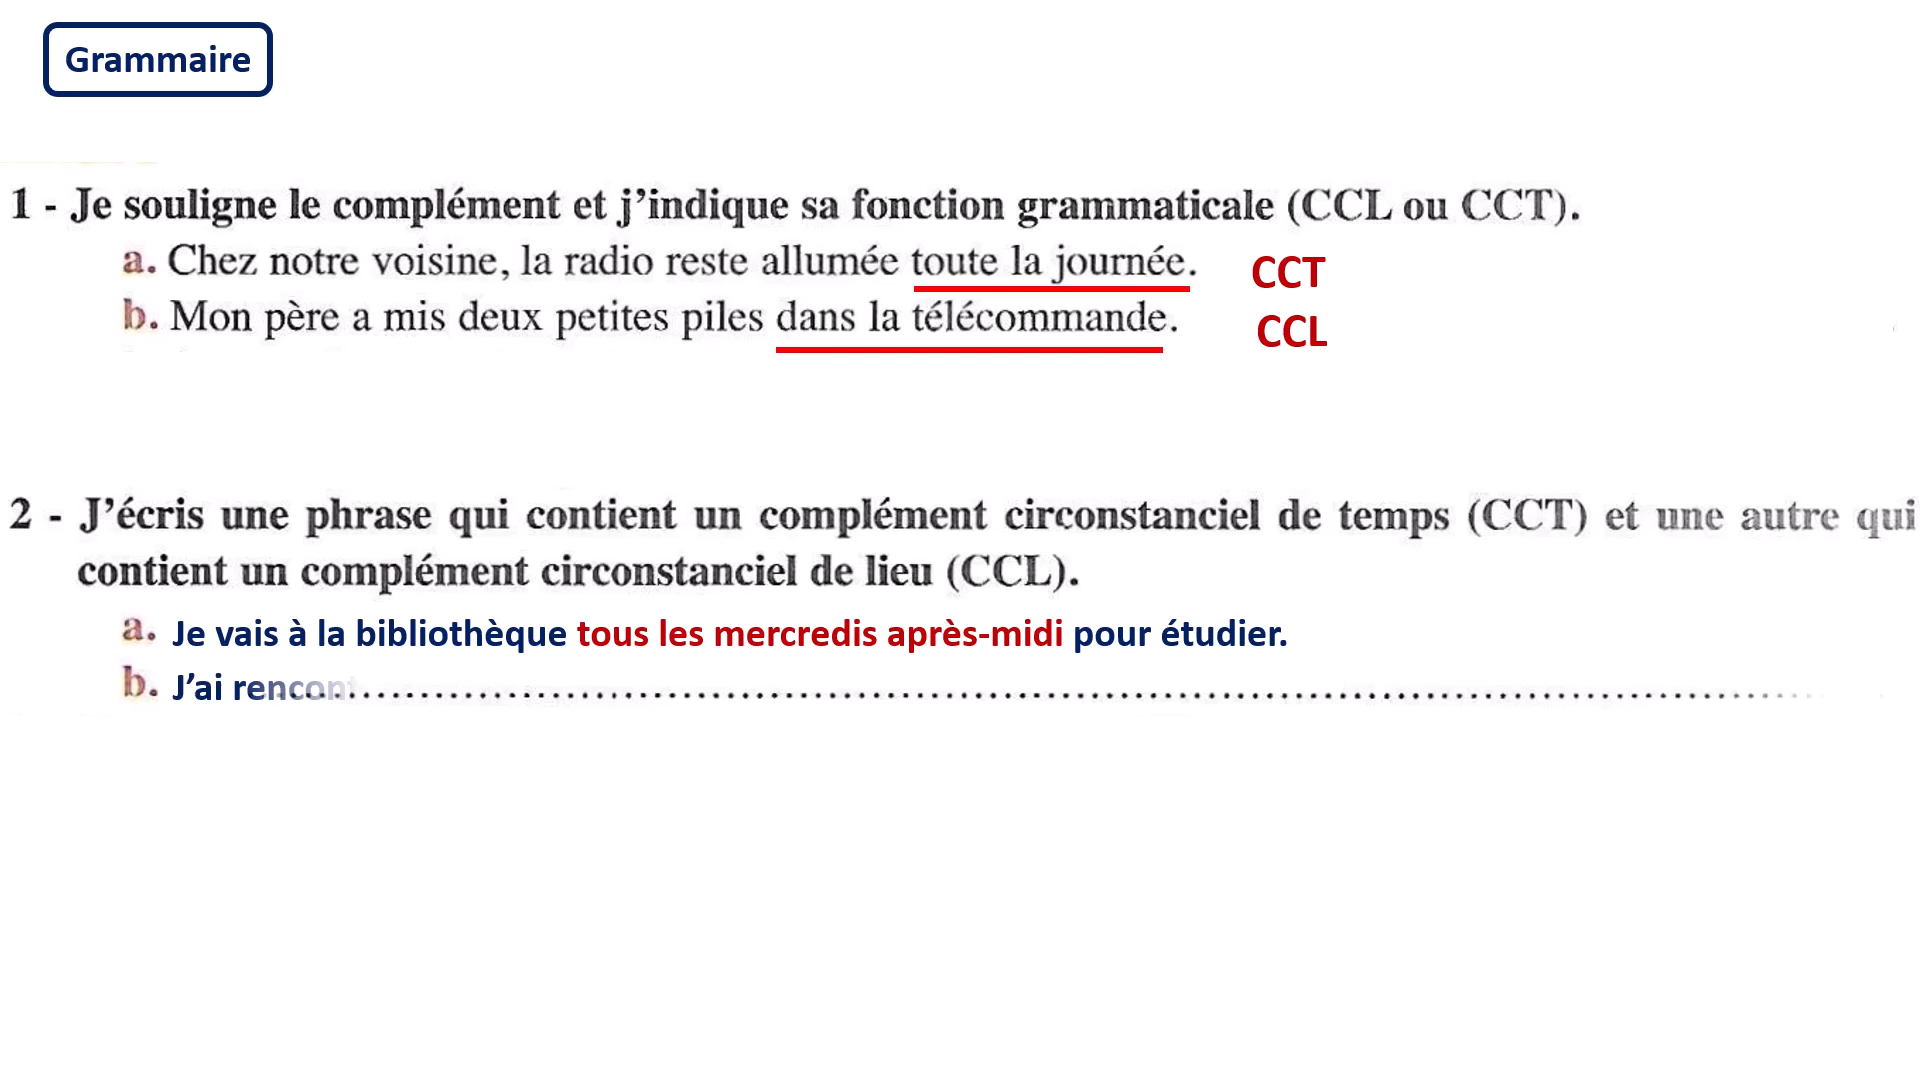 Grammaire
1 - Je souligne le complément et j’indique sa fonction grammaticale (CCL ou CCT).
a. Chez notre voisine, la radio reste allumée toute la journée. CCT
b. Mon père a mis deux petites piles dans la télécommande. CCL
2 - J’écris une phrase qui contient un complément circonstanciel de temps (CCT) et une autre qui
contient un complément circonstanciel de lieu (CCL).
a. Je vais à la bibliothèque tous les mercredis après-midi pour étudier.
b. J’ai rencon..........